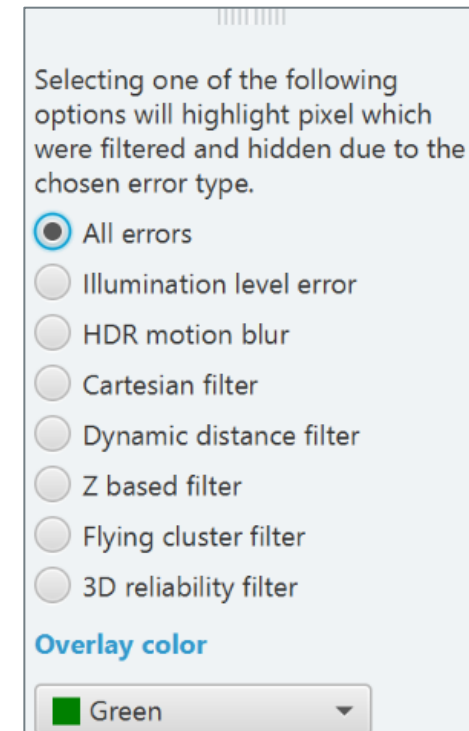 Selecting one of the following
options will highlight pixel which
were filtered and hidden due to the
chosen error type.
All errors
Illumination level error
HDR motion blur
Cartesian filter
Dynamic distance filter
Z based filter
Flying cluster filter
3D reliability filter
Overlay color
Green